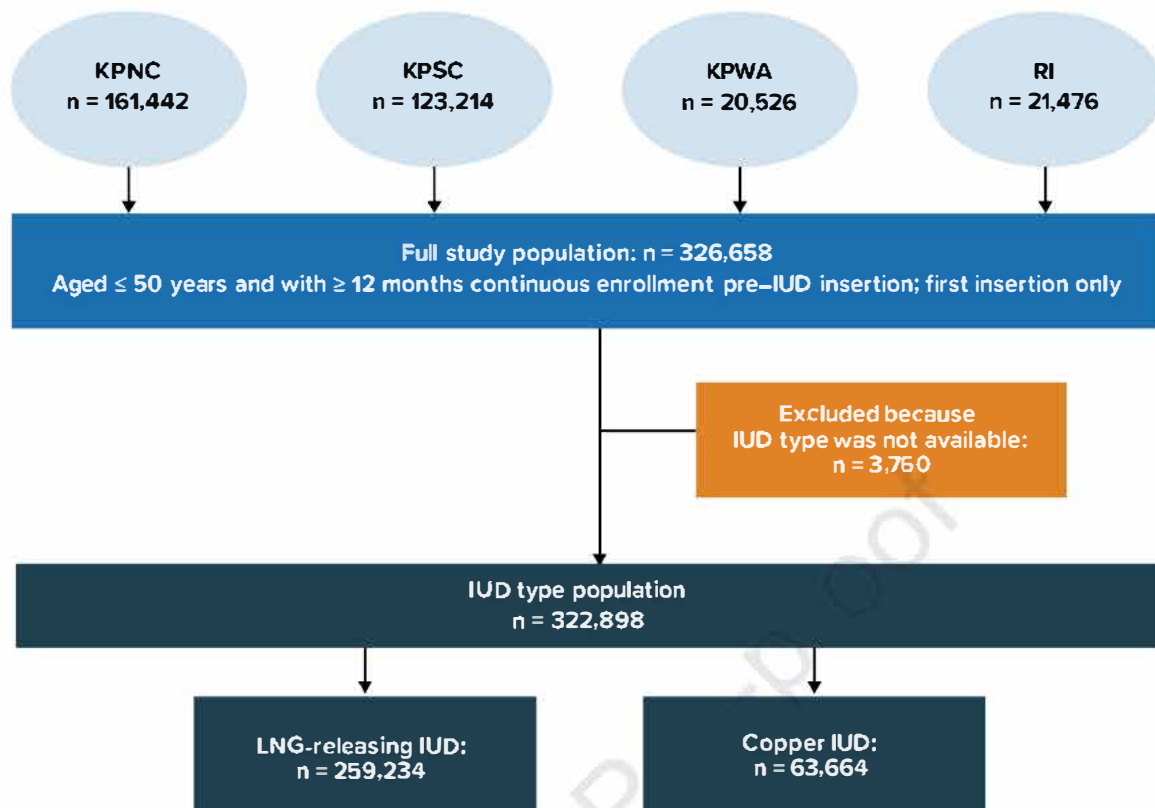 KPNC
n = 161,442
KPSC
n = 123,214
KPWA
n = 20,526
RI
n = 21,476
Full study population: n = 326,658
Aged ≤ 50 years and with ≥ 12 months continuous enrollment pre–IUD insertion; first insertion only
Excluded because
IUD type was not available:
n = 3,760
IUD type population
n = 322,898
LNG-releasing IUD:
n = 259,234
Copper IUD:
n = 63,664